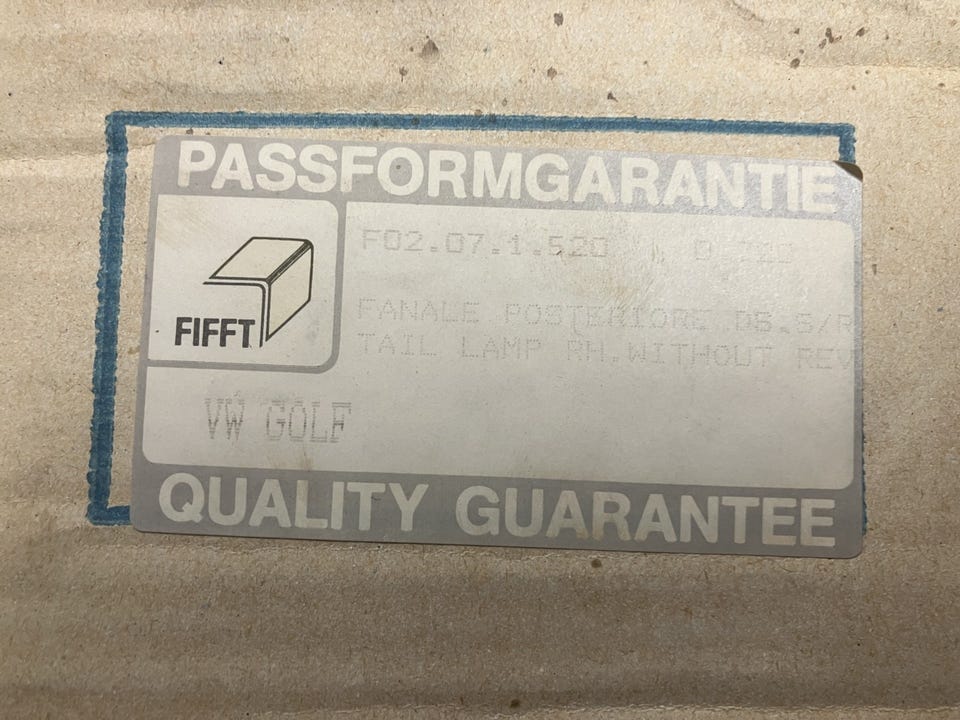 PASSFORMGARANTIE
FIFFT
F02.07.1.520
FANALE POSTERIORE DS.S/R
TAIL LAMP RH.WITHOUT REV
VW GOLF
QUALITY GUARANTEE